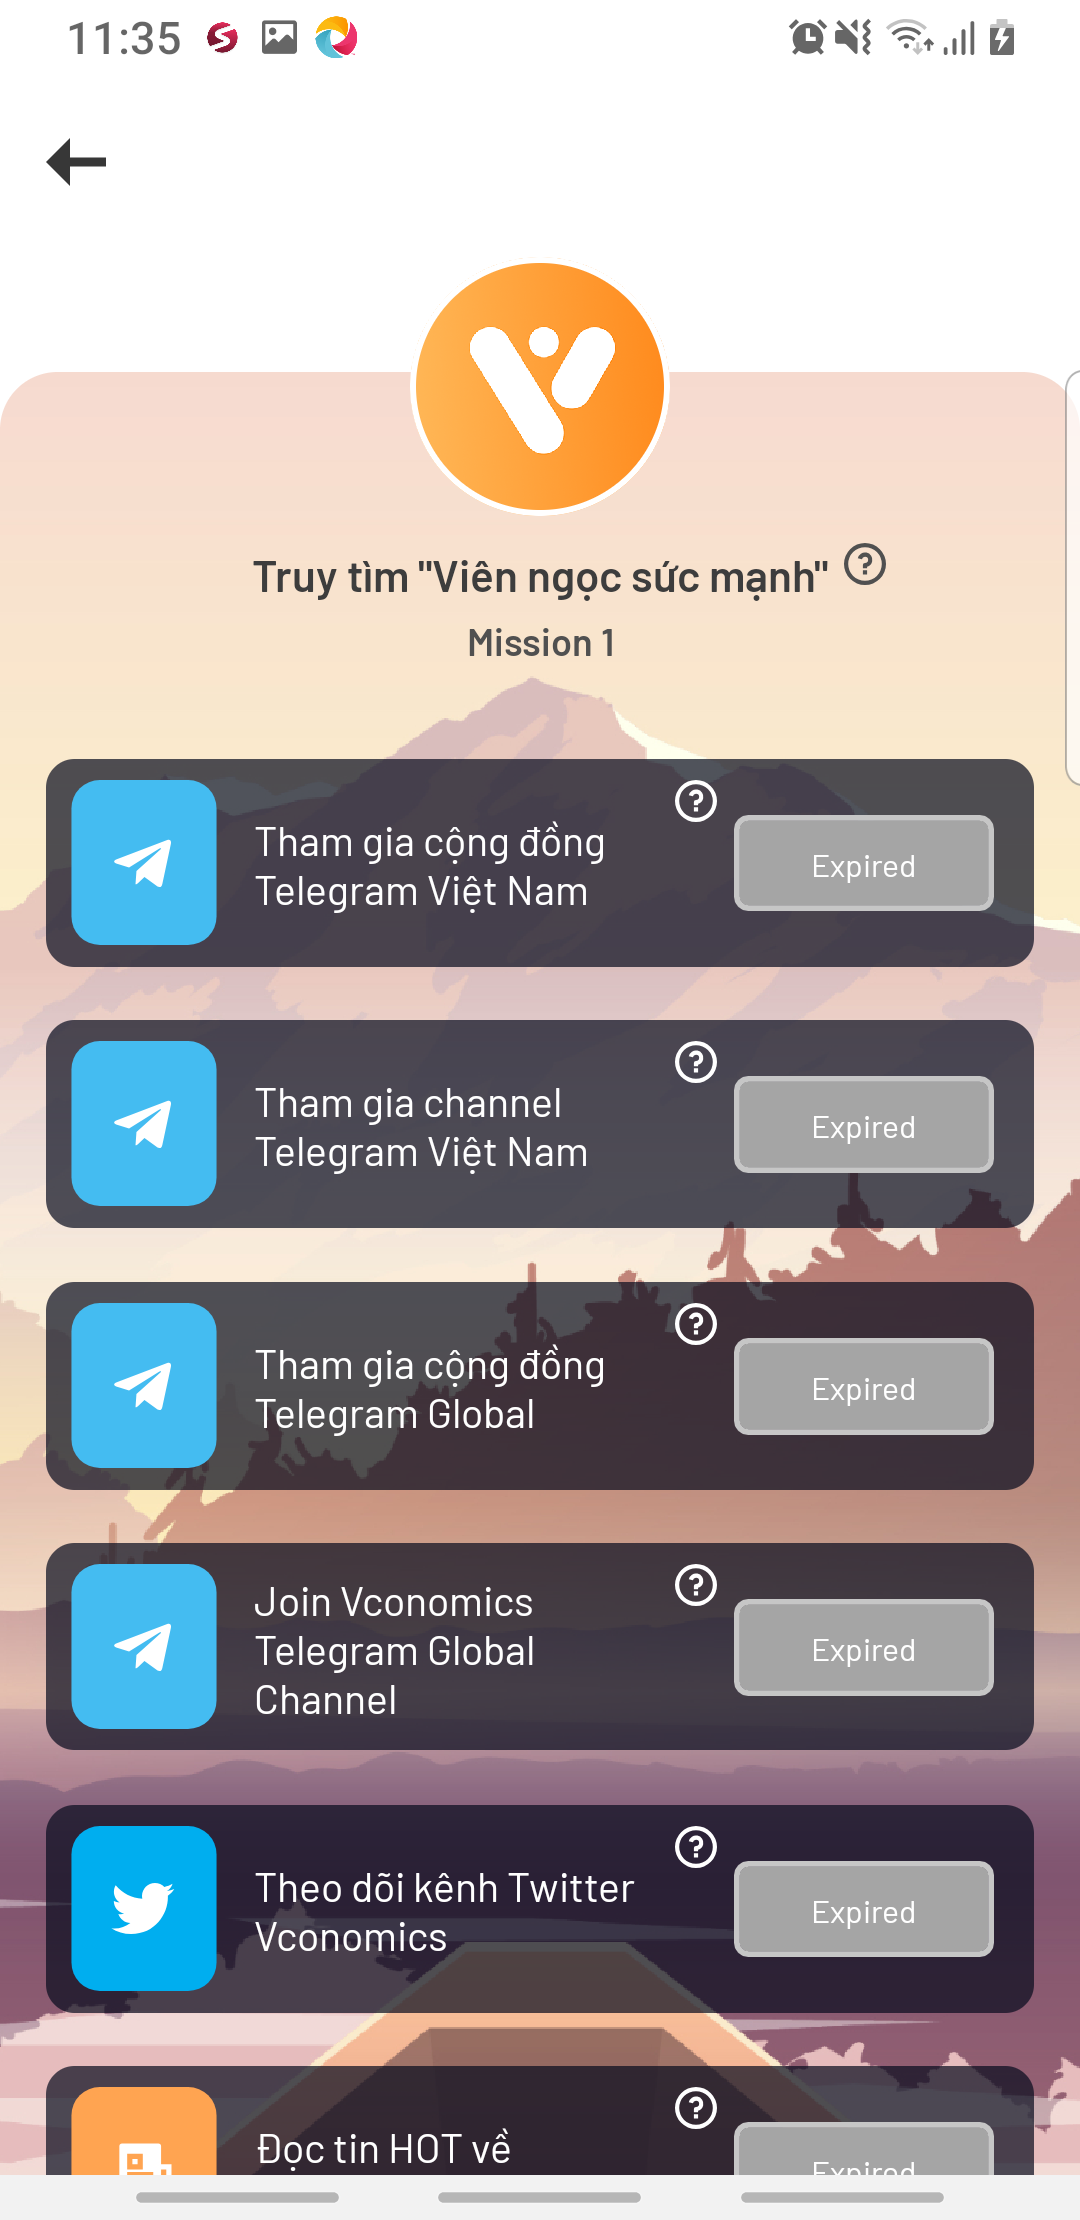 11:35
Truy tìm "Viên ngọc sức mạnh" ?
Mission 1
Tham gia cộng đồng
Telegram Việt Nam
?
Expired
Tham gia channel
Telegram Việt Nam
?
Expired
Tham gia cộng đồng
Telegram Global
?
Expired
Join Vconomics
Telegram Global
Channel
?
Expired
Theo dõi kênh Twitter
Vconomics
?
Expired
Đọc tin HOT về
?
Expired